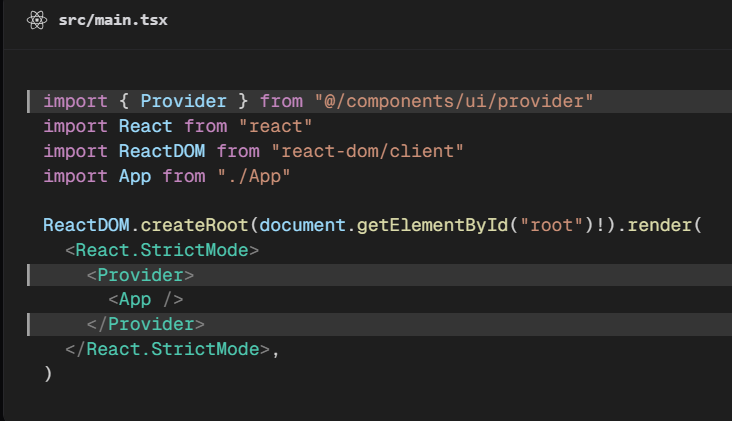 src/main.tsx
import { Provider } from "@/components/ui/provider"
import React from "react"
import ReactDOM from "react-dom/client"
import App from "./App"
ReactDOM.createRoot(document.getElementById("root")!).render(
  <React.StrictMode>
    <Provider>
      <App />
    </Provider>
  </React.StrictMode>,
)